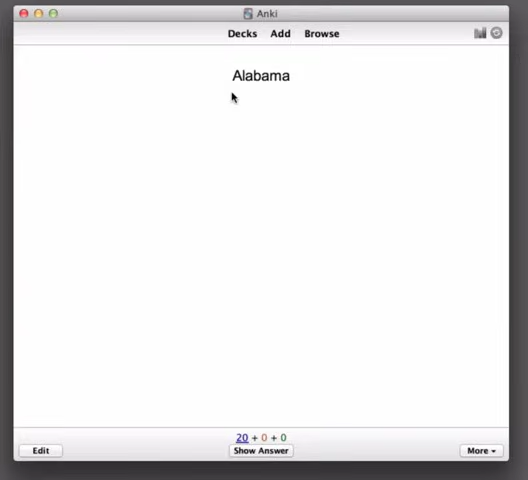 Anki
Decks Add Browse
Alabama
20 + 0 + 0
Edit Show Answer More